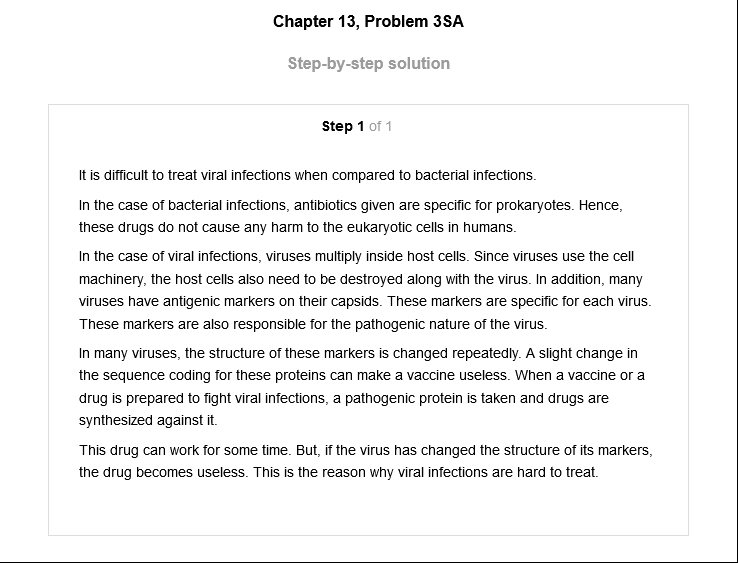 Chapter 13, Problem 3SA
Step-by-step solution
Step 1 of 1
It is difficult to treat viral infections when compared to bacterial infections.
In the case of bacterial infections, antibiotics given are specific for prokaryotes. Hence,
these drugs do not cause any harm to the eukaryotic cells in humans.
In the case of viral infections, viruses multiply inside host cells. Since viruses use the cell
machinery, the host cells also need to be destroyed along with the virus. In addition, many
viruses have antigenic markers on their capsids. These markers are specific for each virus.
These markers are also responsible for the pathogenic nature of the virus.
In many viruses, the structure of these markers is changed repeatedly. A slight change in
the sequence coding for these proteins can make a vaccine useless. When a vaccine or a
drug is prepared to fight viral infections, a pathogenic protein is taken and drugs are
synthesized against it.
This drug can work for some time. But, if the virus has changed the structure of its markers,
the drug becomes useless. This is the reason why viral infections are hard to treat.